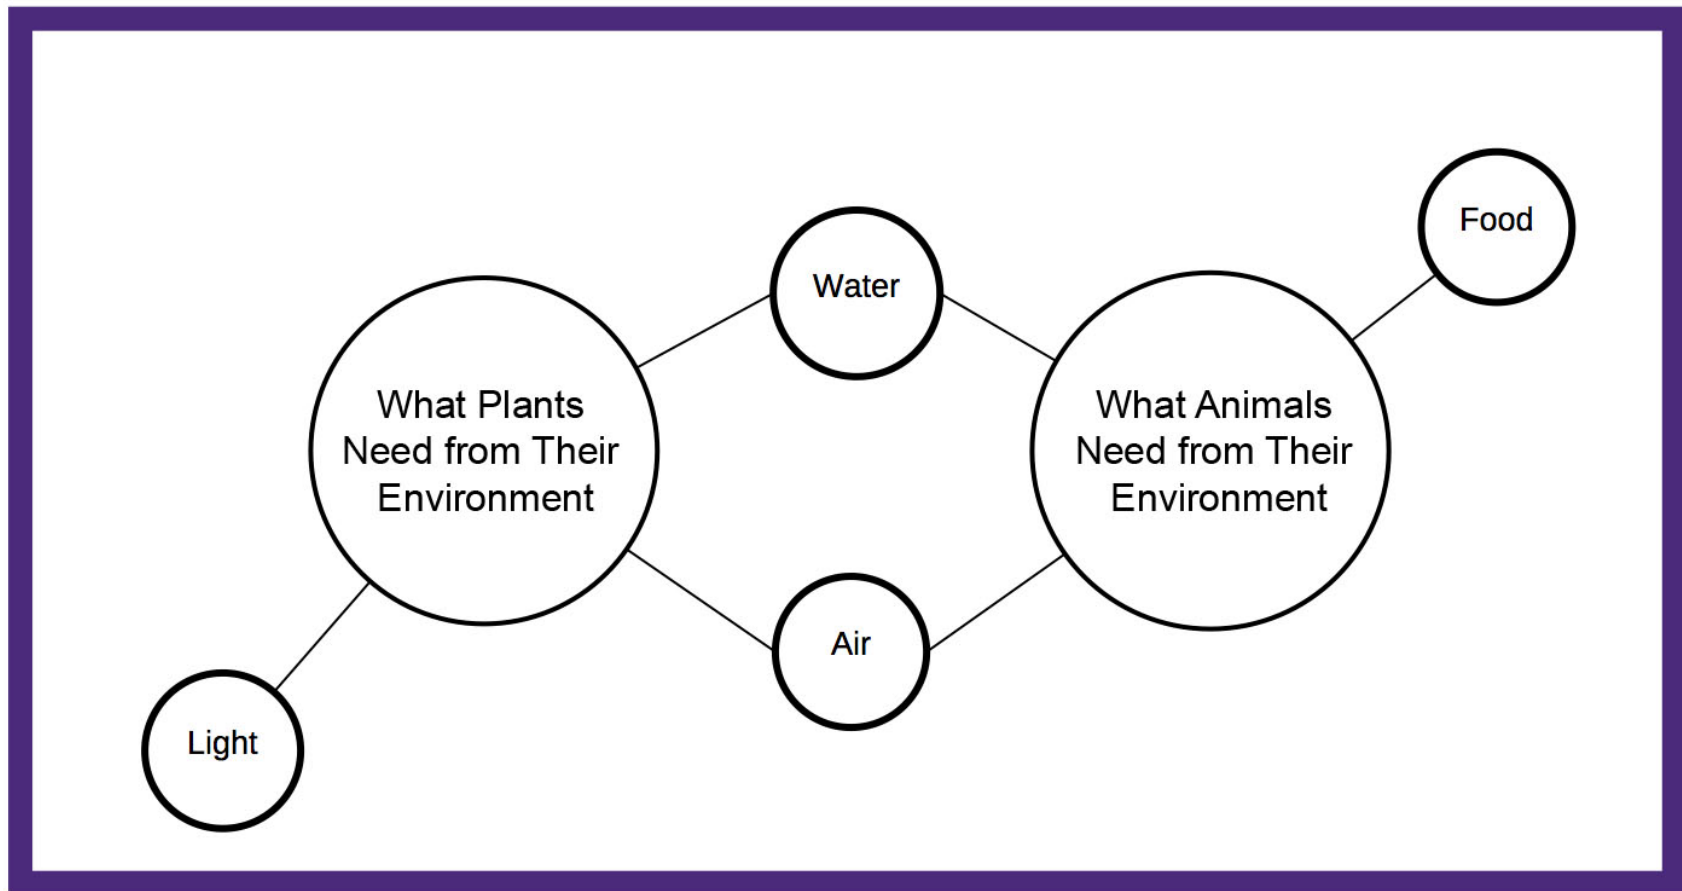 Food
Water
What Plants
Need from Their
Environment
What Animals
Need from Their
Environment
Air
Light